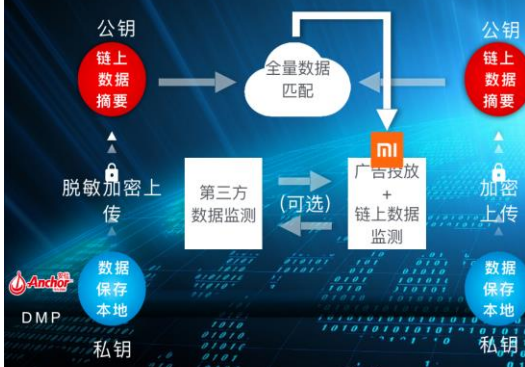 公钥
链上
数据
摘要
全量数据
匹配
公钥
链上
数据
摘要
脱敏加密上
传
第三方
数据监测
(可选)
广告投放
+
链上数据
监测
加密
上传
Anchor
DMP
数据
保存
本地
私钥
数据
保存
本地
私钥